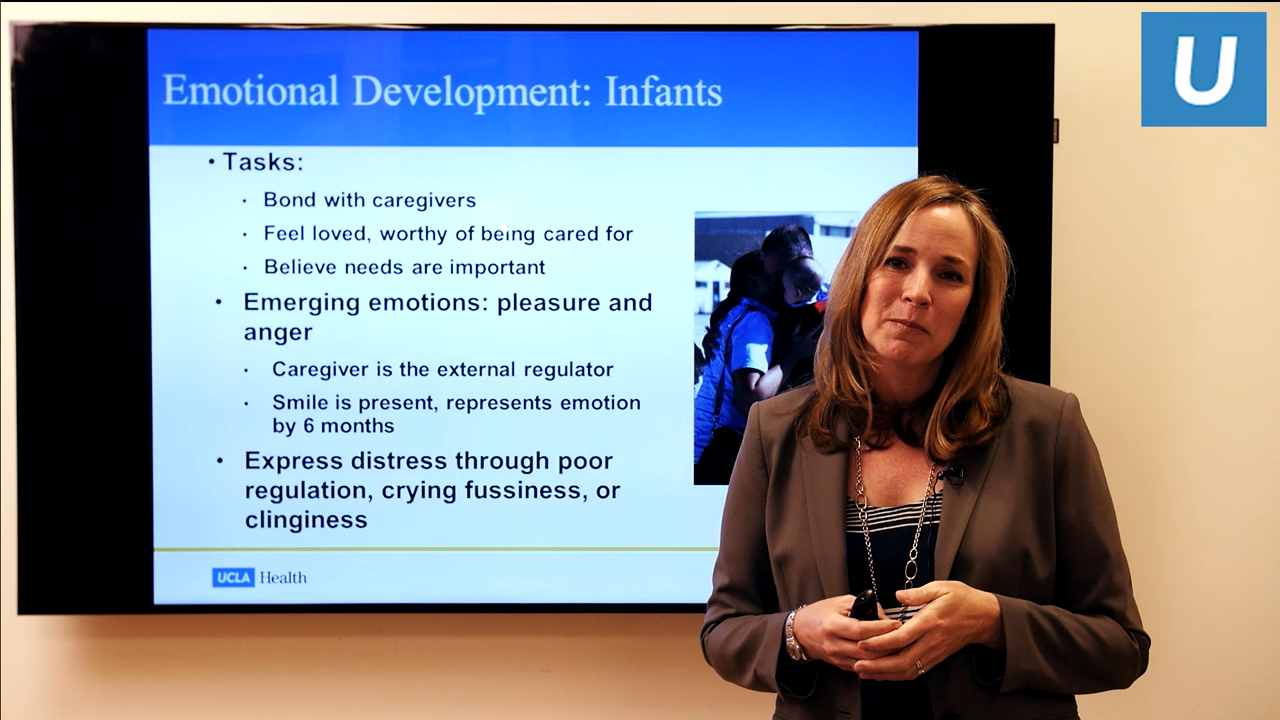 U
Emotional Development: Infants
• Tasks:
· Bond with caregivers
· Feel loved, worthy of being cared for
· Believe needs are important
• Emerging emotions: pleasure and
anger
· Caregiver is the external regulator
· Smile is present, represents emotion
by 6 months
• Express distress through poor
regulation, crying fussiness, or
clinginess
UCLA Health